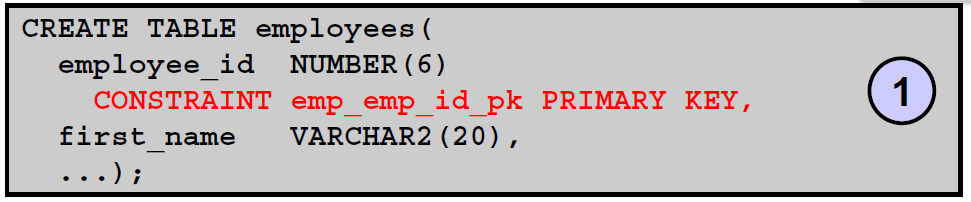 CREATE TABLE employees(
employee_id NUMBER(6)
CONSTRAINT emp_emp_id_pk PRIMARY KEY,
1
first_name VARCHAR2(20),
...);